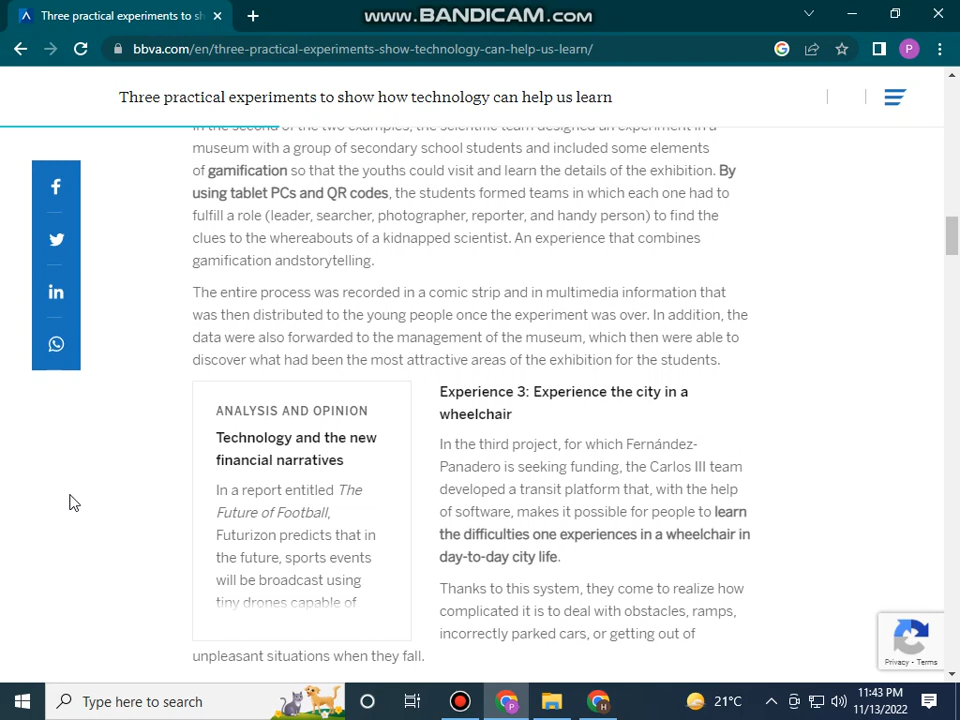 www.BANDICAM.com
Three practical experiments to sh
bbva.com/en/three-practical-experiments-show-technology-can-help-us-learn/
P
Three practical experiments to show how technology can help us learn
In the second of the two examples, the scientific team designed an experiment in a
museum with a group of secondary school students and included some elements
of gamification so that the youths could visit and learn the details of the exhibition. By
using tablet PCs and QR codes, the students formed teams in which each one had to
fulfill a role (leader, searcher, photographer, reporter, and handy person) to find the
clues to the whereabouts of a kidnapped scientist. An experience that combines
gamification andstorytelling.
The entire process was recorded in a comic strip and in multimedia information that
was then distributed to the young people once the experiment was over. In addition, the
data were also forwarded to the management of the museum, which then were able to
discover what had been the most attractive areas of the exhibition for the students.
ANALYSIS AND OPINION
Technology and the new
financial narratives
In a report entitled The
Future of Football,
Futurizon predicts that in
the future, sports events
will be broadcast using
tiny drones capable of
Experience 3: Experience the city in a
wheelchair
In the third project, for which Fernández-
Panadero is seeking funding, the Carlos III team
developed a transit platform that, with the help
of software, makes it possible for people to learn
the difficulties one experiences in a wheelchair in
day-to-day city life.
Thanks to this system, they come to realize how
complicated it is to deal with obstacles, ramps,
incorrectly parked cars, or getting out of
unpleasant situations when they fall.
Privacy - Terms
Type here to search
21°C
11:43 PM
11/13/2022